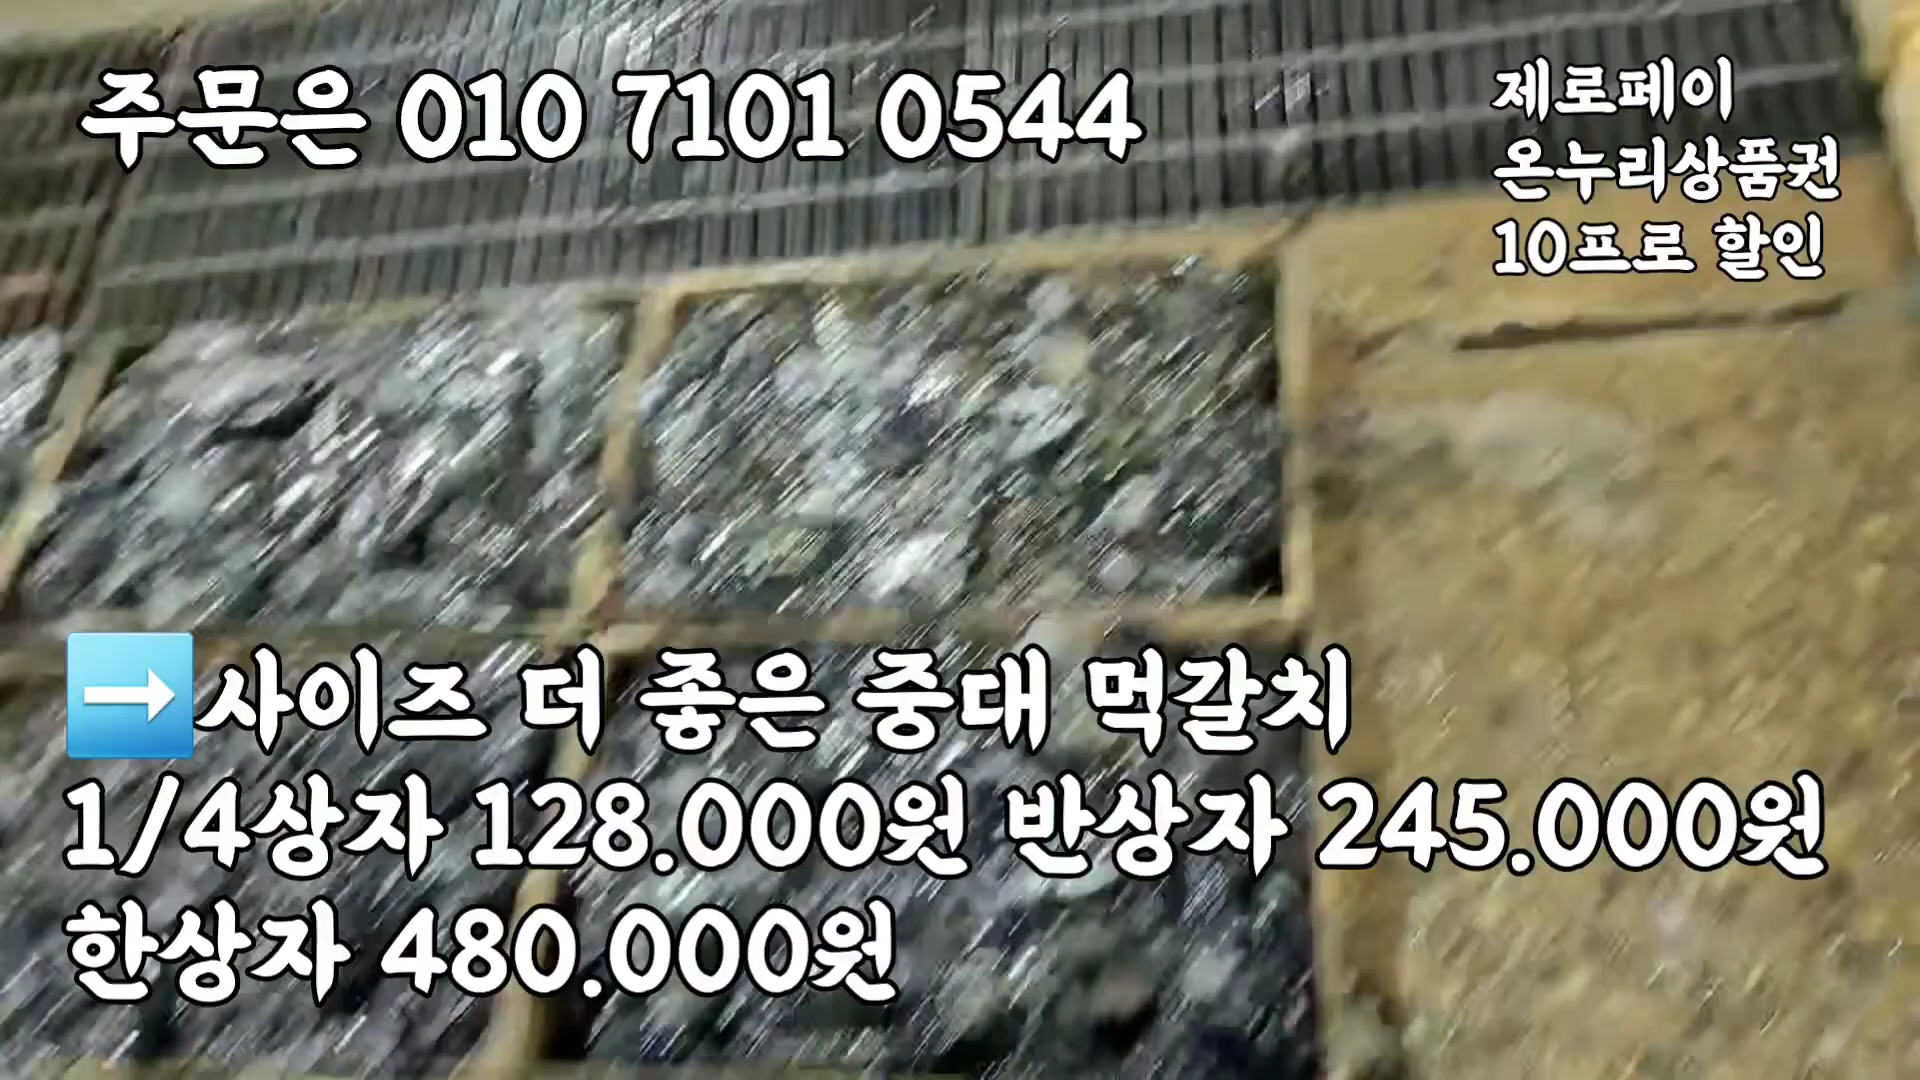 주문은 010 7101 0544
제로페이
온누리상품권
10프로 할인
➡️사이즈 더 좋은 중대 먹갈치
1/4상자 128.000원 반상자 245.000원
한상자 480.000원